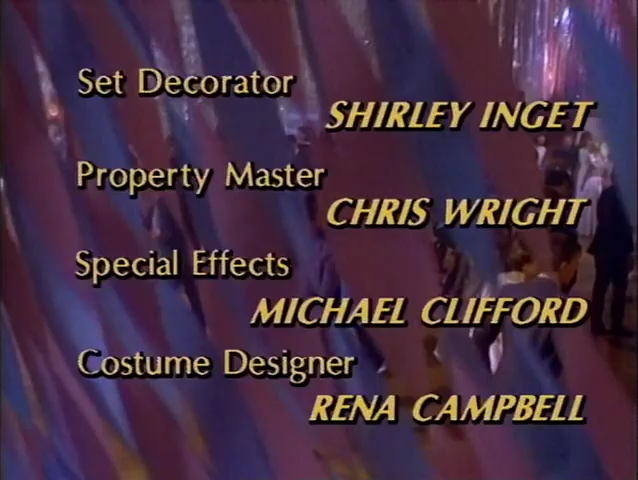 Set Decorator
SHIRLEY INGET
Property Master
CHRIS WRIGHT
Special Effects
MICHAEL CLIFFORD
Costume Designer
RENA CAMPBELL